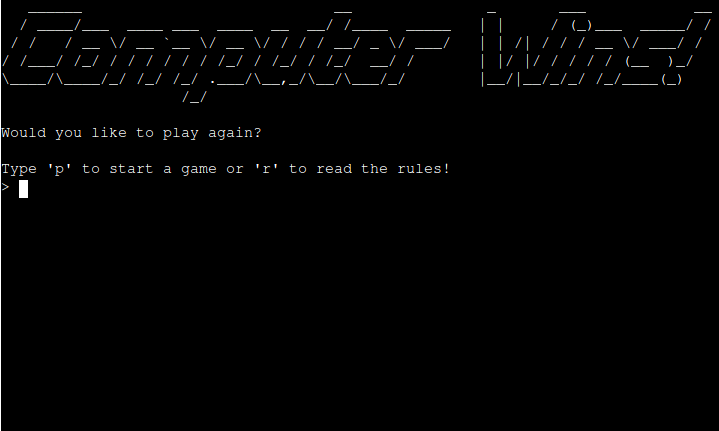 Computer Wins!
Would you like to play again?
Type 'p' to start a game or 'r' to read the rules!
>